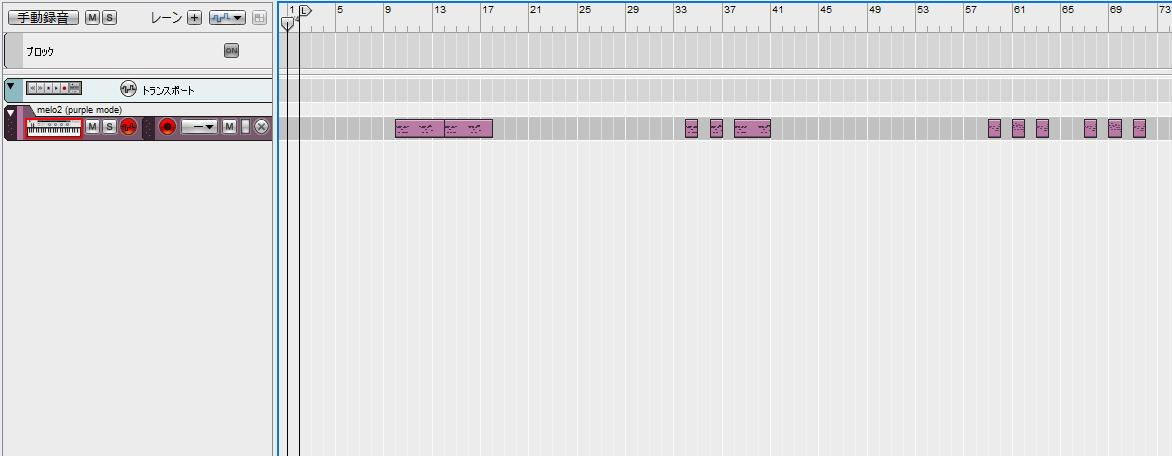 手動録音 M S レーン + 1 5 9 13 17 21 25 29 33 37 41 45 49 53 57 61 65 69 73
L
4
ブロック ON
トランスポート
melo2 (purple mode)
M S M